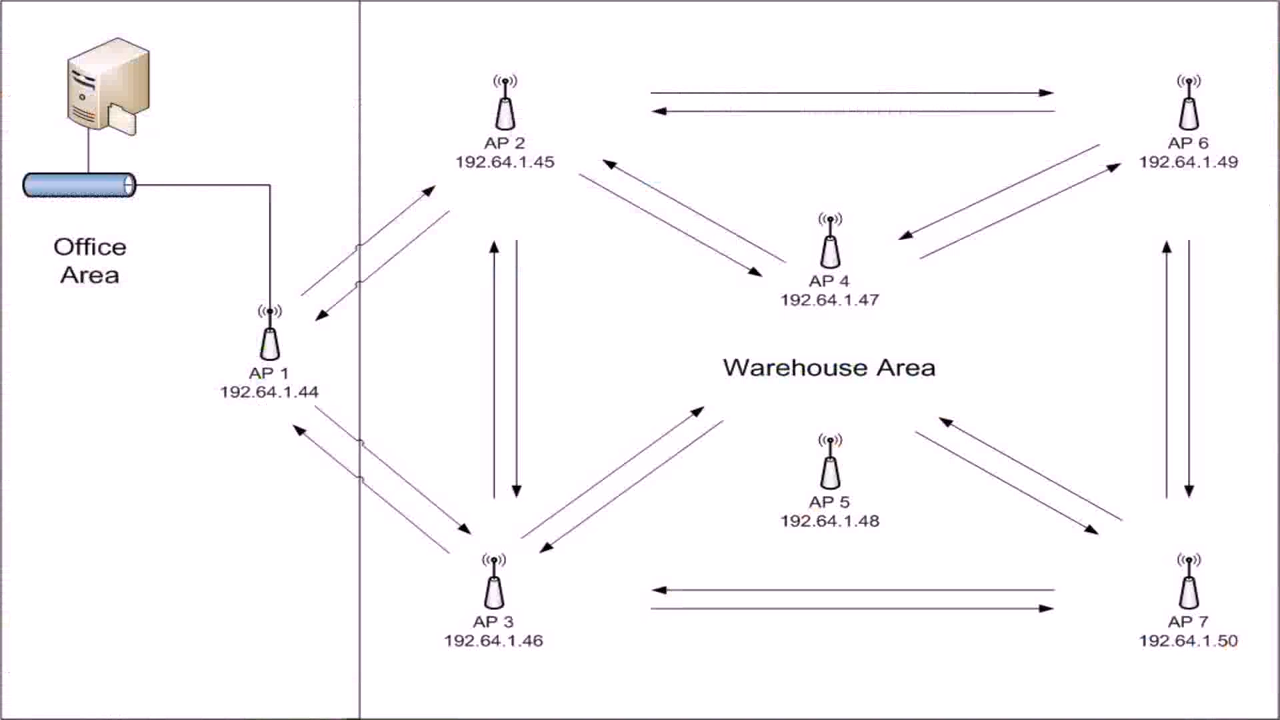 Office
Area
AP 1
192.64.1.44
AP 2
192.64.1.45
AP 6
192.64.1.49
AP 4
192.64.1.47
Warehouse Area
AP 5
192.64.1.48
AP 3
192.64.1.46
AP 7
192.64.1.50